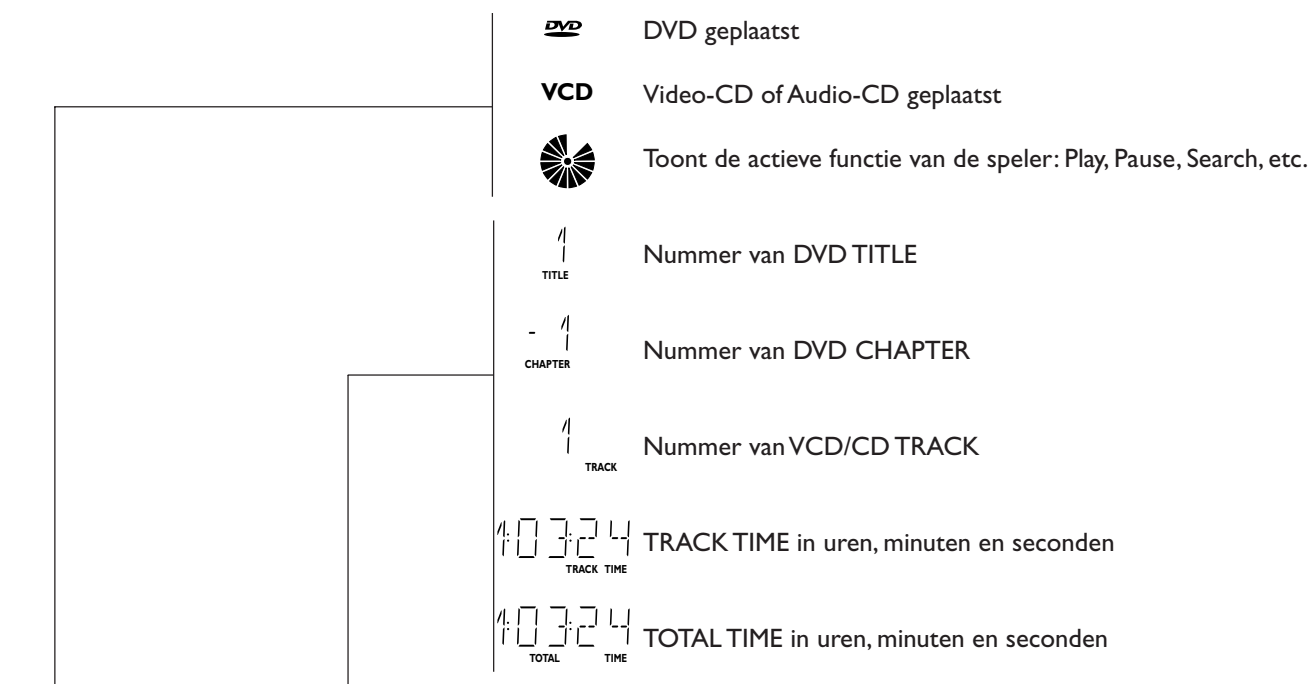 DVD DVD geplaatst
VCD Video-CD of Audio-CD geplaatst
Toont de actieve functie van de speler: Play, Pause, Search, etc.
1 Nummer van DVD TITLE
TITLE
- 1 Nummer van DVD CHAPTER
CHAPTER
1 Nummer van VCD/CD TRACK
TRACK
1:03:24 TRACK TIME in uren, minuten en seconden
TRACK TIME
1:03:24 TOTAL TIME in uren, minuten en seconden
TOTAL TIME